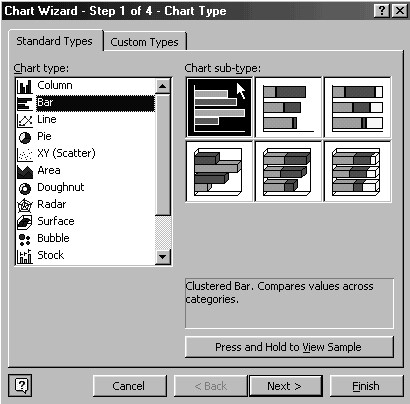 Chart Wizard - Step 1 of 4 - Chart Type
Standard Types
Custom Types
Chart type:
Column
Bar
Line
Pie
XY (Scatter)
Area
Doughnut
Radar
Surface
Bubble
Stock
Chart sub-type:
Clustered Bar. Compares values across
categories.
Press and Hold to View Sample
Cancel
< Back
Next >
Finish